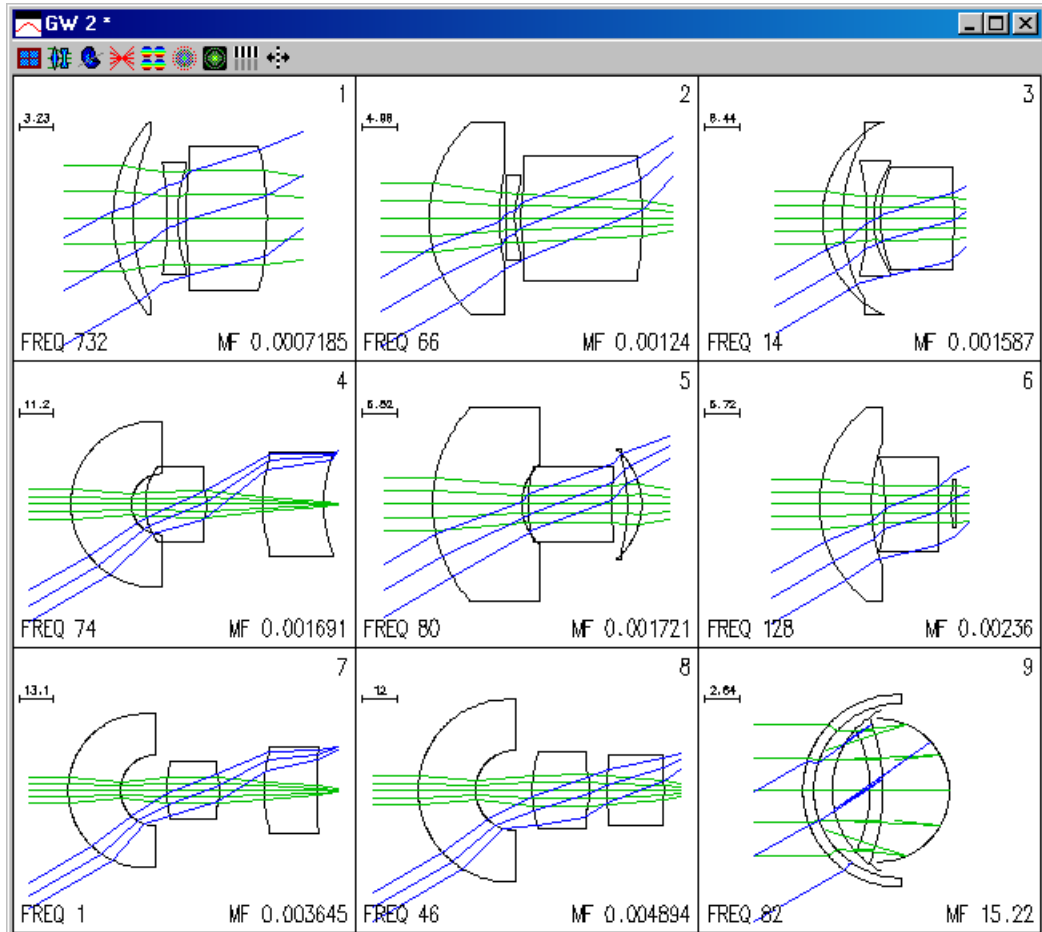 GW 2 *
1
3.23
FREQ 732 MF 0.0007185
2
4.98
FREQ 66 MF 0.00124
3
8.44
FREQ 14 MF 0.001587
4
11.2
FREQ 74 MF 0.001691
5
FREQ 80 MF 0.001721
6
FREQ 128 MF 0.00236
7
13.1
FREQ 1 MF 0.003645
8
12
FREQ 46 MF 0.004894
9
2.64
FREQ 82 MF 15.22